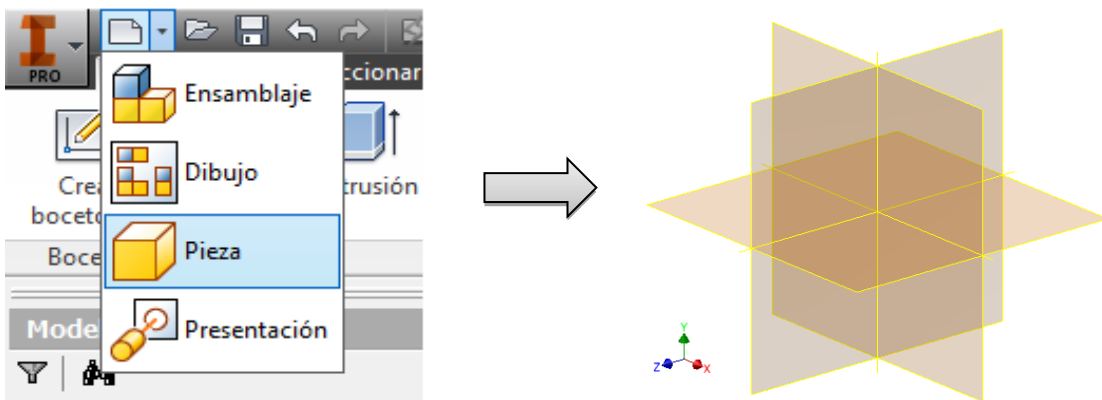 PRO
ccionar
Ensamblaje
Dibujo
Crea
trusión
boceto
Pieza
Boce
Presentación
Mode
Y
Z
X